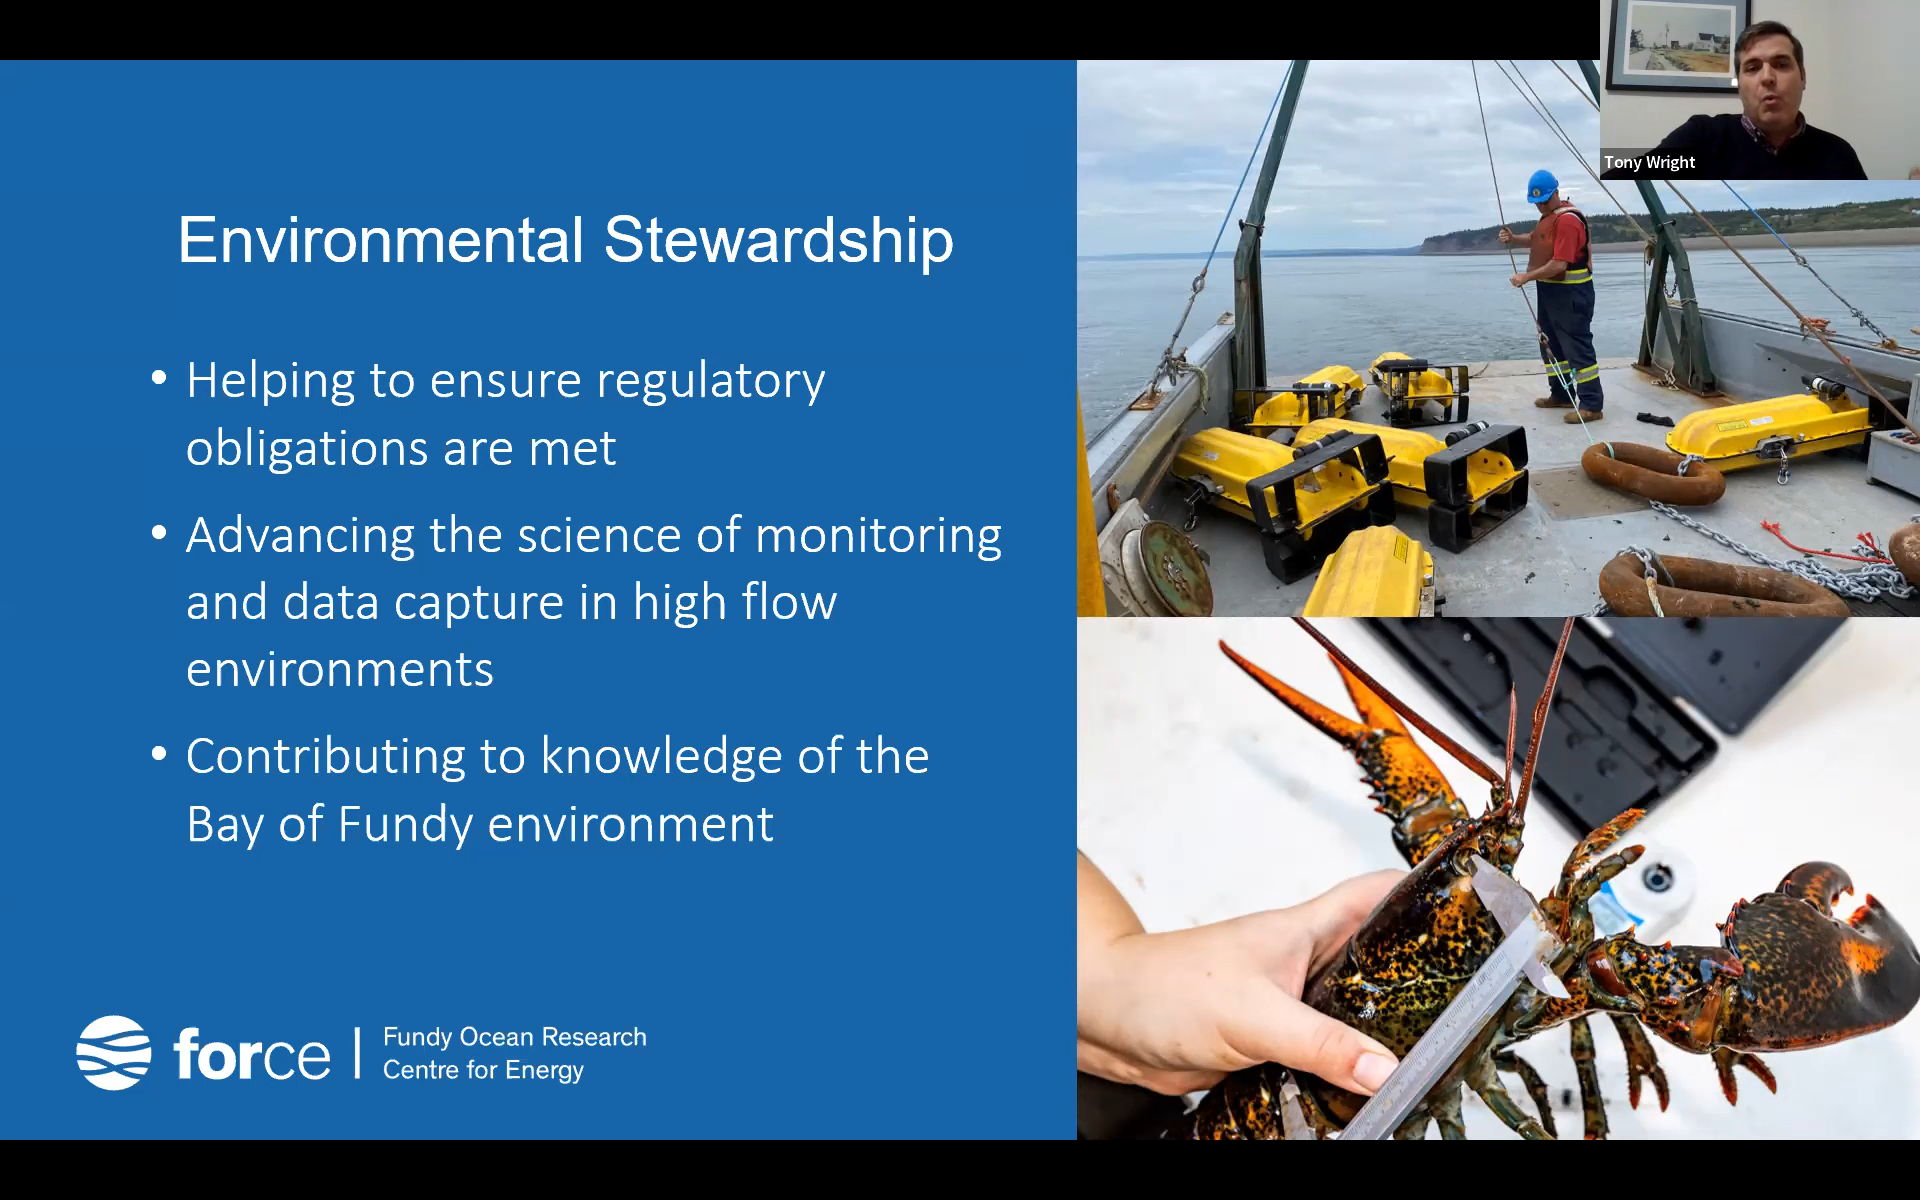 Tony Wright
Environmental Stewardship
• Helping to ensure regulatory
obligations are met
• Advancing the science of monitoring
and data capture in high flow
environments
• Contributing to knowledge of the
Bay of Fundy environment
force | Fundy Ocean Research
Centre for Energy